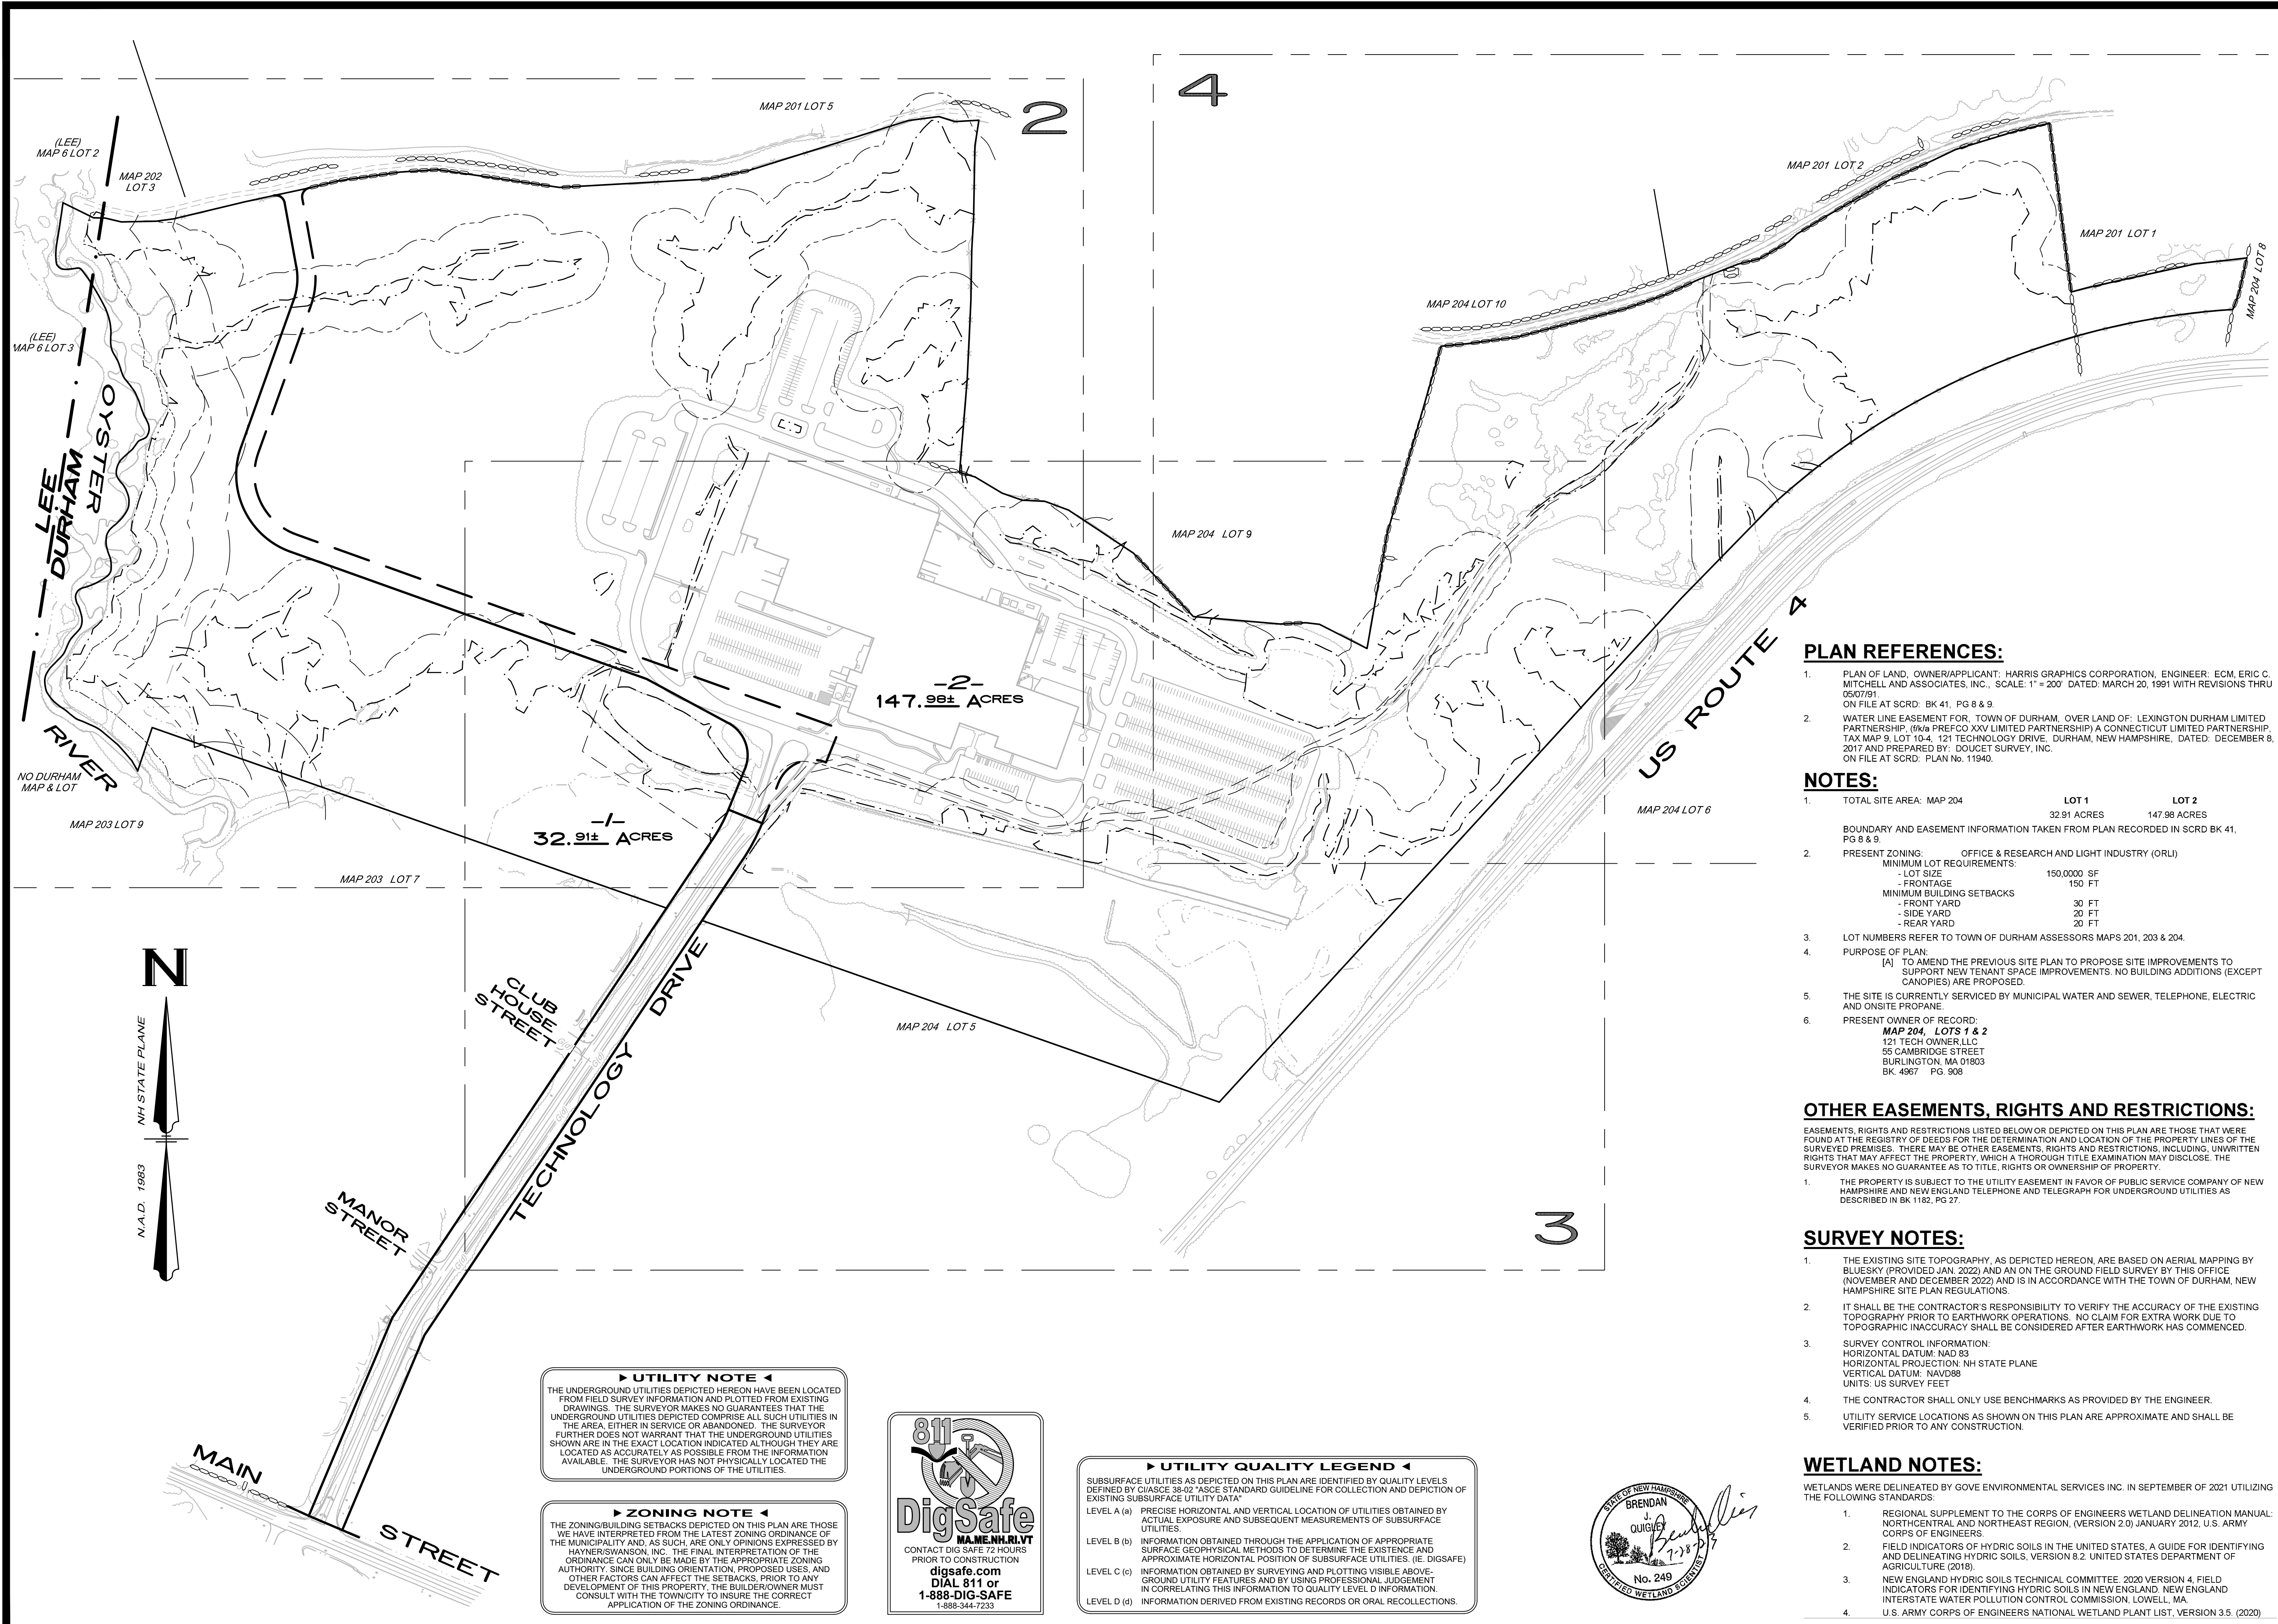 MAP 201 LOT 5
2
4
(LEE)
MAP 6 LOT 2
MAP 202
LOT 3
MAP 201 LOT 2
MAP 201 LOT 1
MAP 204 LOT 8
MAP 204 LOT 10
(LEE)
MAP 6 LOT 3
LEE
DURHAM
OYSTER
RIVER
MAP 204 LOT 9
US ROUTE 4
-2-
147.98± ACRES
NO DURHAM
MAP & LOT
MAP 203 LOT 9
-1-
32.91± ACRES
MAP 204 LOT 6
MAP 203 LOT 7
MAP 204 LOT 5
N
NH STATE PLANE
N.A.D. 1983
CLUB
HOUSE
STREET
TECHNOLOGY DRIVE
MANOR
STREET
3
MAIN
STREET
PLAN REFERENCES:
1. PLAN OF LAND, OWNER/APPLICANT: HARRIS GRAPHICS CORPORATION, ENGINEER: ECM, ERIC C.
MITCHELL AND ASSOCIATES, INC., SCALE: 1" = 200' DATED: MARCH 20, 1991 WITH REVISIONS THRU
05/07/91.
ON FILE AT SCRD: BK 41, PG 8 & 9.
2. WATER LINE EASEMENT FOR, TOWN OF DURHAM, OVER LAND OF: LEXINGTON DURHAM LIMITED
PARTNERSHIP, (f/k/a PREFCO XXV LIMITED PARTNERSHIP) A CONNECTICUT LIMITED PARTNERSHIP,
TAX MAP 9, LOT 10-4, 121 TECHNOLOGY DRIVE, DURHAM, NEW HAMPSHIRE, DATED: DECEMBER 8,
2017 AND PREPARED BY: DOUCET SURVEY, INC.
ON FILE AT SCRD: PLAN No. 11940.
NOTES:
1. TOTAL SITE AREA: MAP 204 LOT 1 LOT 2
32.91 ACRES 147.98 ACRES
BOUNDARY AND EASEMENT INFORMATION TAKEN FROM PLAN RECORDED IN SCRD BK 41,
PG 8 & 9.
2. PRESENT ZONING: OFFICE & RESEARCH AND LIGHT INDUSTRY (ORLI)
MINIMUM LOT REQUIREMENTS:
- LOT SIZE 150,0000 SF
- FRONTAGE 150 FT
MINIMUM BUILDING SETBACKS
- FRONT YARD 30 FT
- SIDE YARD 20 FT
- REAR YARD 20 FT
3. LOT NUMBERS REFER TO TOWN OF DURHAM ASSESSORS MAPS 201, 203 & 204.
4. PURPOSE OF PLAN:
[A] TO AMEND THE PREVIOUS SITE PLAN TO PROPOSE SITE IMPROVEMENTS TO
SUPPORT NEW TENANT SPACE IMPROVEMENTS. NO BUILDING ADDITIONS (EXCEPT
CANOPIES) ARE PROPOSED.
5. THE SITE IS CURRENTLY SERVICED BY MUNICIPAL WATER AND SEWER, TELEPHONE, ELECTRIC
AND ONSITE PROPANE.
6. PRESENT OWNER OF RECORD:
MAP 204, LOTS 1 & 2
121 TECH OWNER,LLC
55 CAMBRIDGE STREET
BURLINGTON, MA 01803
BK. 4967 PG. 908
OTHER EASEMENTS, RIGHTS AND RESTRICTIONS:
EASEMENTS, RIGHTS AND RESTRICTIONS LISTED BELOW OR DEPICTED ON THIS PLAN ARE THOSE THAT WERE
FOUND AT THE REGISTRY OF DEEDS FOR THE DETERMINATION AND LOCATION OF THE PROPERTY LINES OF THE
SURVEYED PREMISES. THERE MAY BE OTHER EASEMENTS, RIGHTS AND RESTRICTIONS, INCLUDING, UNWRITTEN
RIGHTS THAT MAY AFFECT THE PROPERTY, WHICH A THOROUGH TITLE EXAMINATION MAY DISCLOSE. THE
SURVEYOR MAKES NO GUARANTEE AS TO TITLE, RIGHTS OR OWNERSHIP OF PROPERTY.
1. THE PROPERTY IS SUBJECT TO THE UTILITY EASEMENT IN FAVOR OF PUBLIC SERVICE COMPANY OF NEW
HAMPSHIRE AND NEW ENGLAND TELEPHONE AND TELEGRAPH FOR UNDERGROUND UTILITIES AS
DESCRIBED IN BK 1182, PG 27.
SURVEY NOTES:
1. THE EXISTING SITE TOPOGRAPHY, AS DEPICTED HEREON, ARE BASED ON AERIAL MAPPING BY
BLUESKY (PROVIDED JAN. 2022) AND AN ON THE GROUND FIELD SURVEY BY THIS OFFICE
(NOVEMBER AND DECEMBER 2022) AND IS IN ACCORDANCE WITH THE TOWN OF DURHAM, NEW
HAMPSHIRE SITE PLAN REGULATIONS.
2. IT SHALL BE THE CONTRACTOR'S RESPONSIBILITY TO VERIFY THE ACCURACY OF THE EXISTING
TOPOGRAPHY PRIOR TO EARTHWORK OPERATIONS. NO CLAIM FOR EXTRA WORK DUE TO
TOPOGRAPHIC INACCURACY SHALL BE CONSIDERED AFTER EARTHWORK HAS COMMENCED.
3. SURVEY CONTROL INFORMATION:
HORIZONTAL DATUM: NAD 83
HORIZONTAL PROJECTION: NH STATE PLANE
VERTICAL DATUM: NAVD88
UNITS: US SURVEY FEET
4. THE CONTRACTOR SHALL ONLY USE BENCHMARKS AS PROVIDED BY THE ENGINEER.
5. UTILITY SERVICE LOCATIONS AS SHOWN ON THIS PLAN ARE APPROXIMATE AND SHALL BE
VERIFIED PRIOR TO ANY CONSTRUCTION.
WETLAND NOTES:
WETLANDS WERE DELINEATED BY GOVE ENVIRONMENTAL SERVICES INC. IN SEPTEMBER OF 2021 UTILIZING
THE FOLLOWING STANDARDS:
1. REGIONAL SUPPLEMENT TO THE CORPS OF ENGINEERS WETLAND DELINEATION MANUAL:
NORTHCENTRAL AND NORTHEAST REGION, (VERSION 2.0) JANUARY 2012, U.S. ARMY
CORPS OF ENGINEERS.
2. FIELD INDICATORS OF HYDRIC SOILS IN THE UNITED STATES, A GUIDE FOR IDENTIFYING
AND DELINEATING HYDRIC SOILS, VERSION 8.2. UNITED STATES DEPARTMENT OF
AGRICULTURE (2018).
3. NEW ENGLAND HYDRIC SOILS TECHNICAL COMMITTEE. 2020 VERSION 4, FIELD
INDICATORS FOR IDENTIFYING HYDRIC SOILS IN NEW ENGLAND. NEW ENGLAND
INTERSTATE WATER POLLUTION CONTROL COMMISSION, LOWELL, MA.
4. U.S. ARMY CORPS OF ENGINEERS NATIONAL WETLAND PLANT LIST, VERSION 3.5. (2020)
UTILITY NOTE
THE UNDERGROUND UTILITIES DEPICTED HEREON HAVE BEEN LOCATED
FROM FIELD SURVEY INFORMATION AND PLOTTED FROM EXISTING
DRAWINGS. THE SURVEYOR MAKES NO GUARANTEES THAT THE
UNDERGROUND UTILITIES DEPICTED COMPRISE ALL SUCH UTILITIES IN
THE AREA, EITHER IN SERVICE OR ABANDONED. THE SURVEYOR
FURTHER DOES NOT WARRANT THAT THE UNDERGROUND UTILITIES
SHOWN ARE IN THE EXACT LOCATION INDICATED ALTHOUGH THEY ARE
LOCATED AS ACCURATELY AS POSSIBLE FROM THE INFORMATION
AVAILABLE. THE SURVEYOR HAS NOT PHYSICALLY LOCATED THE
UNDERGROUND PORTIONS OF THE UTILITIES.
ZONING NOTE
THE ZONING/BUILDING SETBACKS DEPICTED ON THIS PLAN ARE THOSE
WE HAVE INTERPRETED FROM THE LATEST ZONING ORDINANCE OF
THE MUNICIPALITY AND, AS SUCH, ARE ONLY OPINIONS EXPRESSED BY
HAYNER/SWANSON, INC. THE FINAL INTERPRETATION OF THE
ORDINANCE CAN ONLY BE MADE BY THE APPROPRIATE ZONING
AUTHORITY. SINCE BUILDING ORIENTATION, PROPOSED USES, AND
OTHER FACTORS CAN AFFECT THE SETBACKS, PRIOR TO ANY
DEVELOPMENT OF THIS PROPERTY, THE BUILDER/OWNER MUST
CONSULT WITH THE TOWN/CITY TO INSURE THE CORRECT
APPLICATION OF THE ZONING ORDINANCE.
811
DigSafe
MA.ME.NH.RI.VT
CONTACT DIG SAFE 72 HOURS
PRIOR TO CONSTRUCTION
digsafe.com
DIAL 811 or
1-888-DIG-SAFE
1-888-344-7233
UTILITY QUALITY LEGEND
SUBSURFACE UTILITIES AS DEPICTED ON THIS PLAN ARE IDENTIFIED BY QUALITY LEVELS
DEFINED BY CI/ASCE 38-02 "ASCE STANDARD GUIDELINE FOR COLLECTION AND DEPICTION OF
EXISTING SUBSURFACE UTILITY DATA"
LEVEL A (a) PRECISE HORIZONTAL AND VERTICAL LOCATION OF UTILITIES OBTAINED BY
ACTUAL EXPOSURE AND SUBSEQUENT MEASUREMENTS OF SUBSURFACE
UTILITIES.
LEVEL B (b) INFORMATION OBTAINED THROUGH THE APPLICATION OF APPROPRIATE
SURFACE GEOPHYSICAL METHODS TO DETERMINE THE EXISTENCE AND
APPROXIMATE HORIZONTAL POSITION OF SUBSURFACE UTILITIES. (IE. DIGSAFE)
LEVEL C (c) INFORMATION OBTAINED BY SURVEYING AND PLOTTING VISIBLE ABOVE-
GROUND UTILITY FEATURES AND BY USING PROFESSIONAL JUDGEMENT
IN CORRELATING THIS INFORMATION TO QUALITY LEVEL D INFORMATION.
LEVEL D (d) INFORMATION DERIVED FROM EXISTING RECORDS OR ORAL RECOLLECTIONS.
STATE OF NEW HAMPSHIRE
BRENDAN
J.
QUIGLEY
No. 249
CERTIFIED WETLAND SCIENTIST